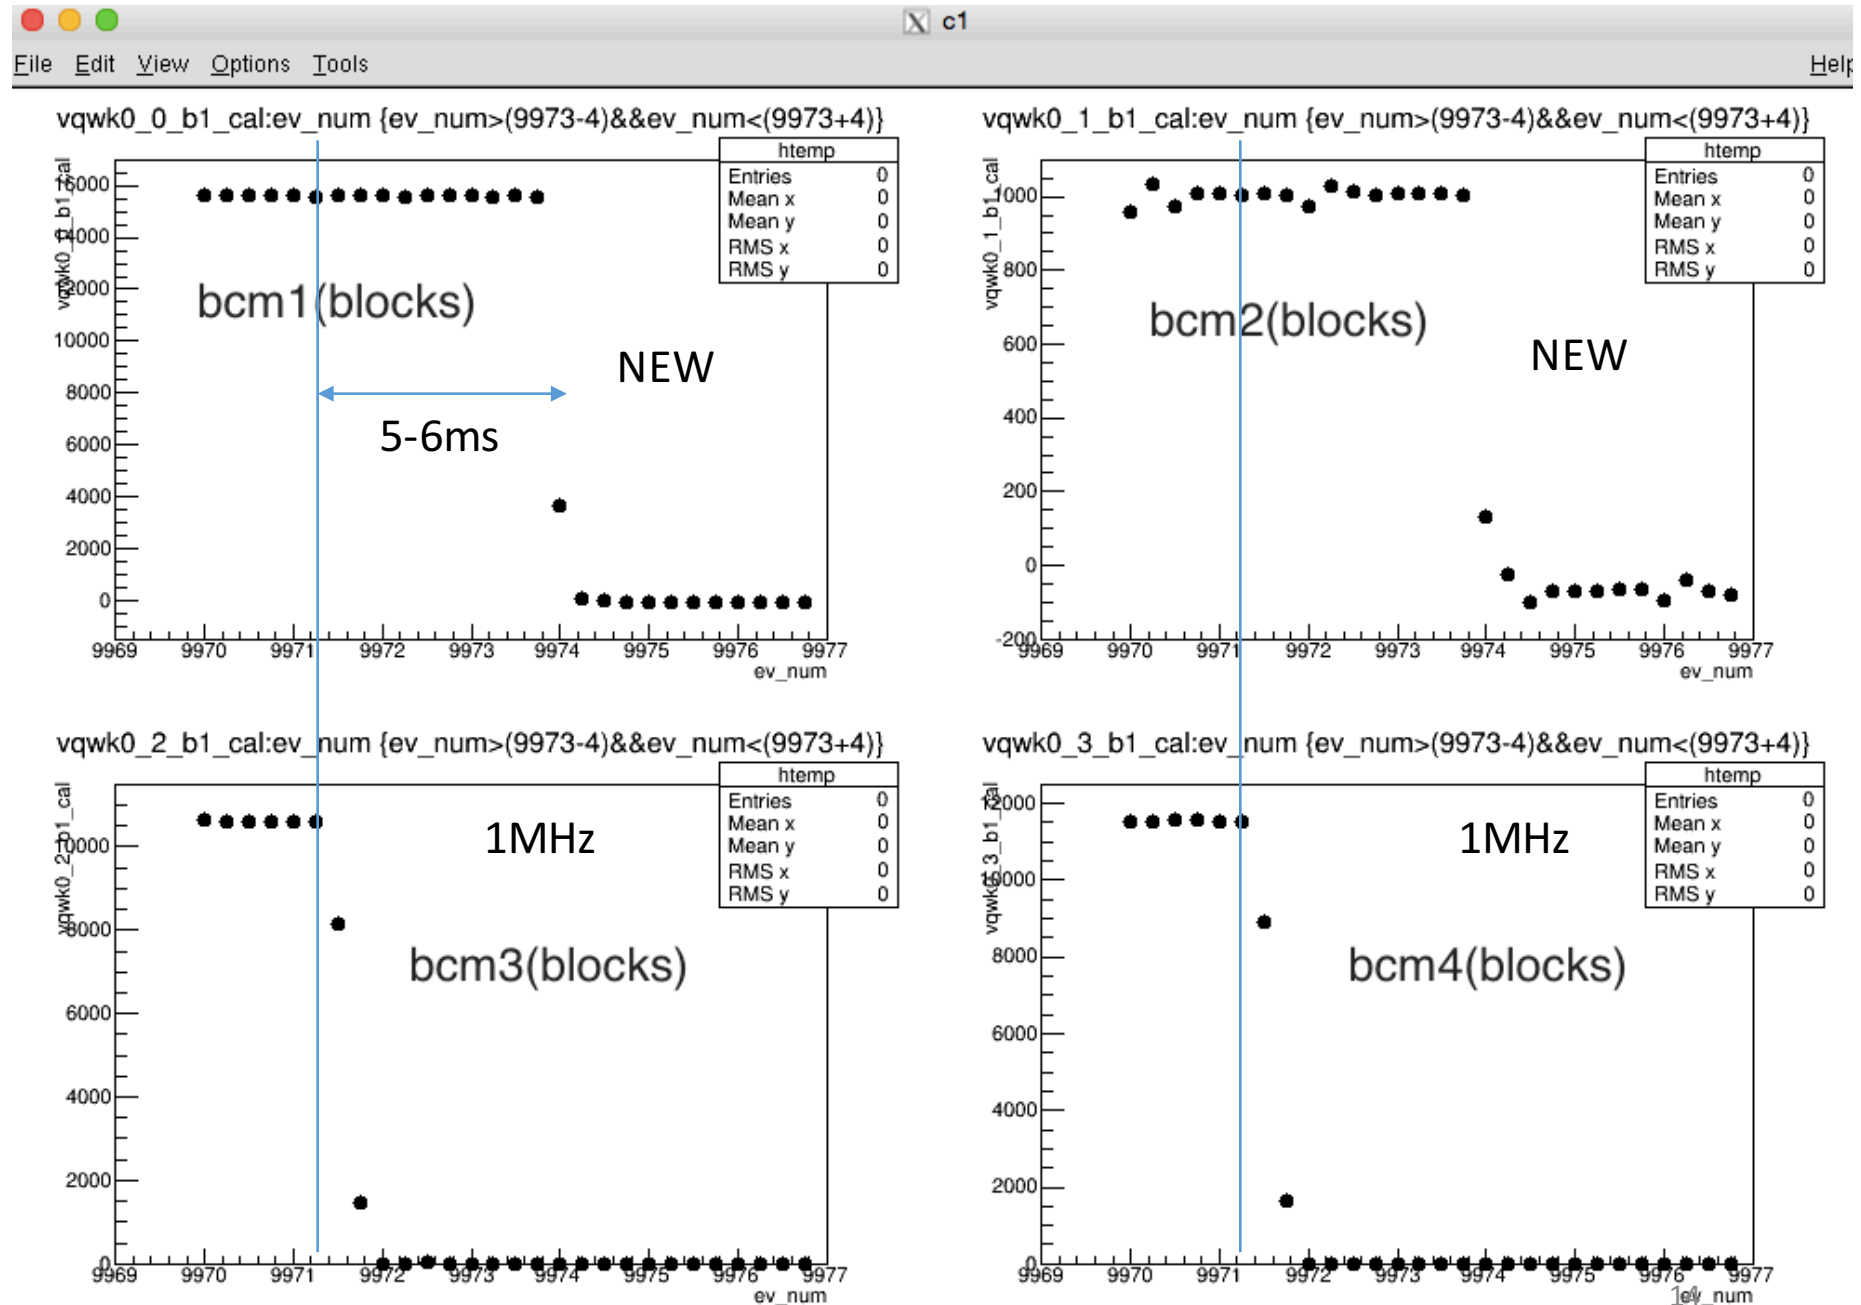 c1
File Edit View Options Tools Help
vqwk0_0_b1_cal:ev_num {ev_num>(9973-4)&&ev_num<(9973+4)}
htemp
Entries 0
Mean x 0
Mean y 0
RMS x 0
RMS y 0
16000
14000
12000
10000
8000
6000
4000
2000
0
bcm1(blocks)
NEW
5-6ms
9969 9970 9971 9972 9973 9974 9975 9976 9977
ev_num
vqwk0_1_b1_cal:ev_num {ev_num>(9973-4)&&ev_num<(9973+4)}
vqwk0_1_b1_cal
htemp
Entries 0
Mean x 0
Mean y 0
RMS x 0
RMS y 0
1000
800
600
400
200
0
-200
bcm2(blocks)
NEW
9969 9970 9971 9972 9973 9974 9975 9976 9977
ev_num
vqwk0_2_b1_cal:ev_num {ev_num>(9973-4)&&ev_num<(9973+4)}
vqwk0_2_b1_cal
htemp
Entries 0
Mean x 0
Mean y 0
RMS x 0
RMS y 0
10000
8000
6000
4000
2000
0
1MHz
bcm3(blocks)
9969 9970 9971 9972 9973 9974 9975 9976 9977
ev_num
vqwk0_3_b1_cal:ev_num {ev_num>(9973-4)&&ev_num<(9973+4)}
vqwk0_3_b1_cal
htemp
Entries 0
Mean x 0
Mean y 0
RMS x 0
RMS y 0
12000
10000
8000
6000
4000
2000
0
1MHz
bcm4(blocks)
9969 9970 9971 9972 9973 9974 9975 9976 9977
ev_num
14